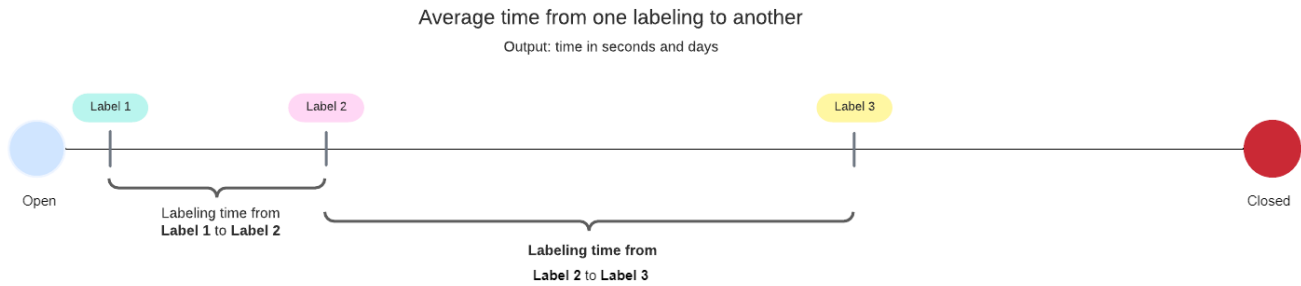 Average time from one labeling to another
Output: time in seconds and days
Label 1
Label 2
Label 3
Open
Closed
Labeling time from
Label 1 to Label 2
Labeling time from
Label 2 to Label 3